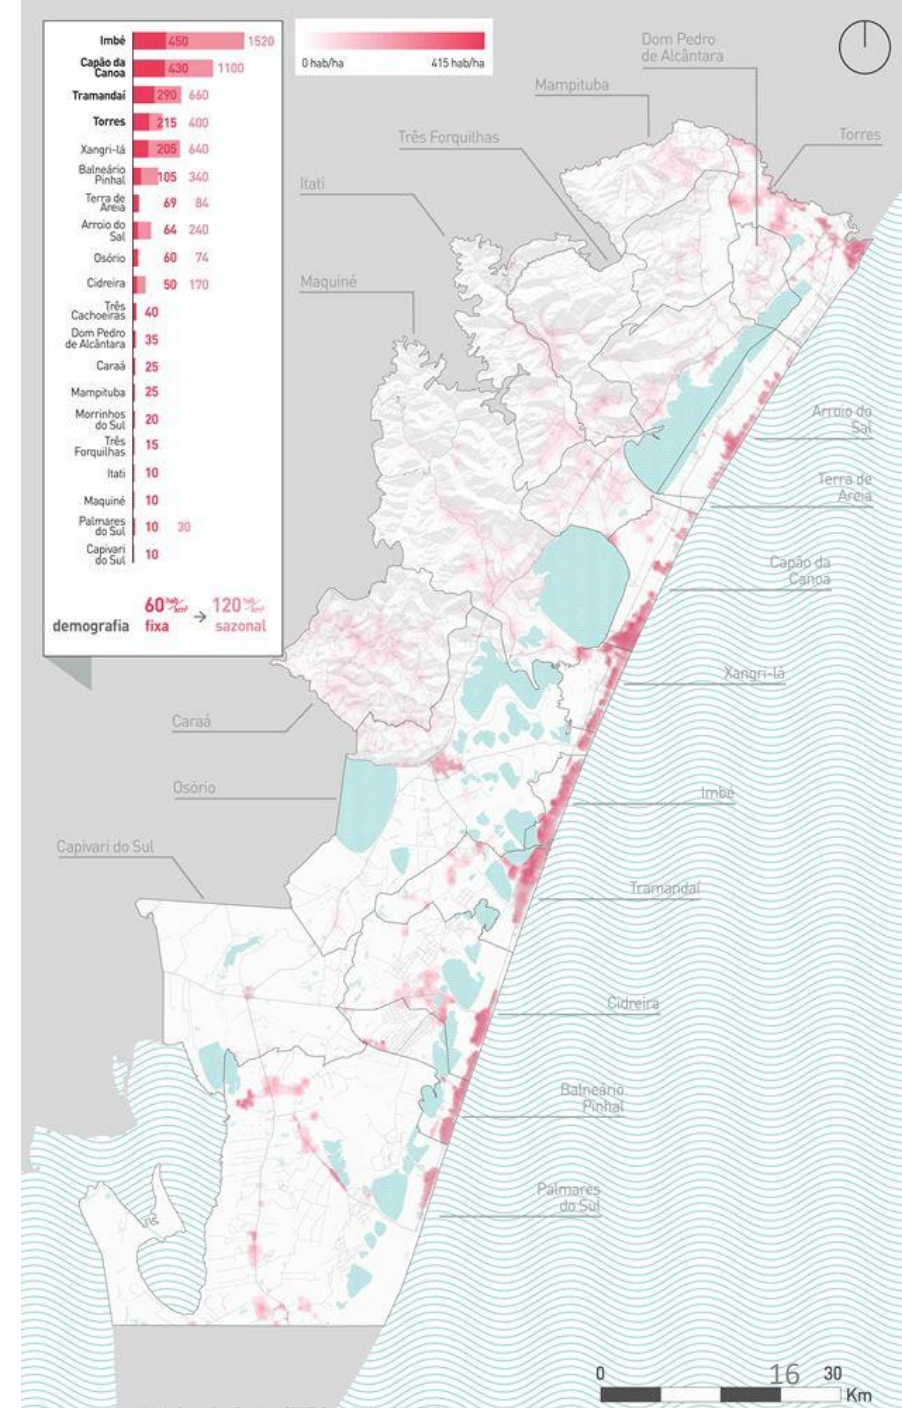 Imbé 450 1520
Capão da
Canoa 430 1100
Tramandaí 290 660
Torres 215 400
Xangri-lá 205 640
Balneário
Pinhal 105 340
Terra de
Areia 69 84
Arroio do
Sal 64 240
Osório 60 74
Cidreira 50 170
Três
Cachoeiras 40
Dom Pedro
de Alcântara 35
Caraá 25
Mampituba 25
Morrinhos
do Sul 20
Três
Forquilhas 15
Itati 10
Maquiné 10
Palmares
do Sul 10 30
Capivari
do Sul 10
60 hab/km² → 120 hab/km²
demografia fixa sazonal
0 hab/ha 415 hab/ha
Dom Pedro
de Alcântara
Mampituba
Três Forquilhas
Torres
Itati
Maquiné
Arroio do
Sal
Terra de
Areia
Capão da
Canoa
Xangri-lá
Caraá
Osório
Imbé
Capivari do Sul
Tramandaí
Cidreira
Balneário
Pinhal
Palmares
do Sul
0 16 30
Km